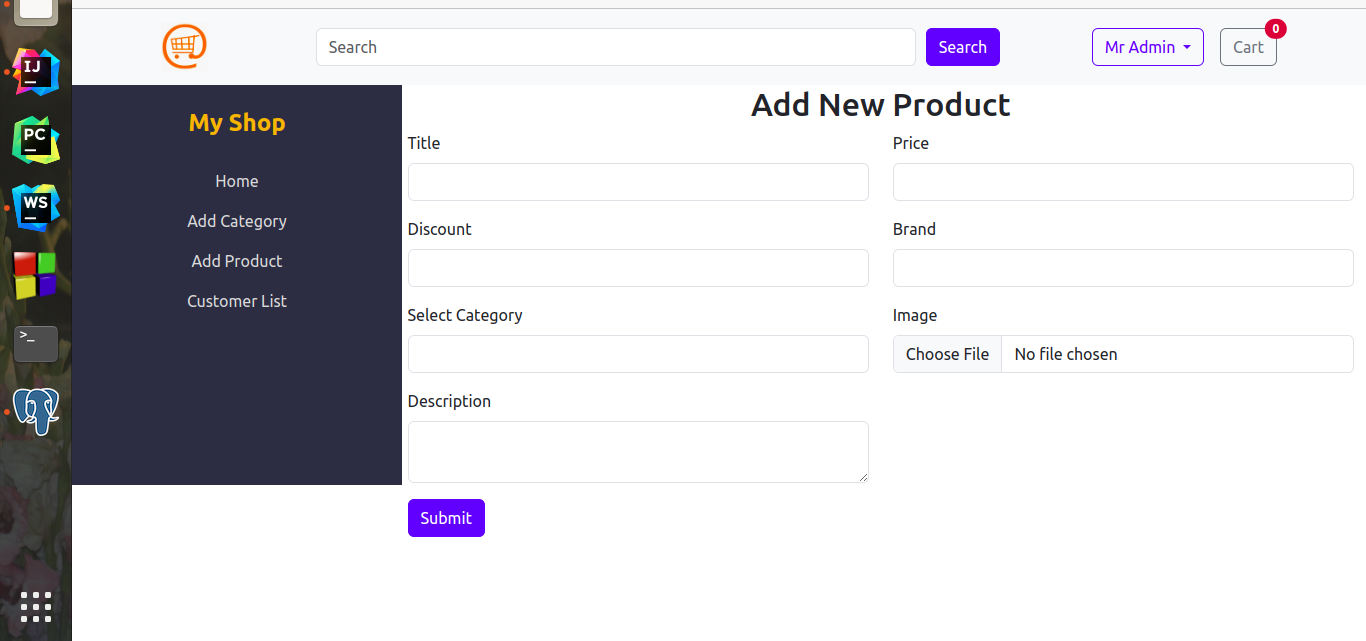 Search
Search
Mr Admin
Cart
0
IJ
PC
WS
>_
My Shop
Home
Add Category
Add Product
Customer List
Add New Product
Title
Price
Discount
Brand
Select Category
Image
Choose File No file chosen
Description
Submit